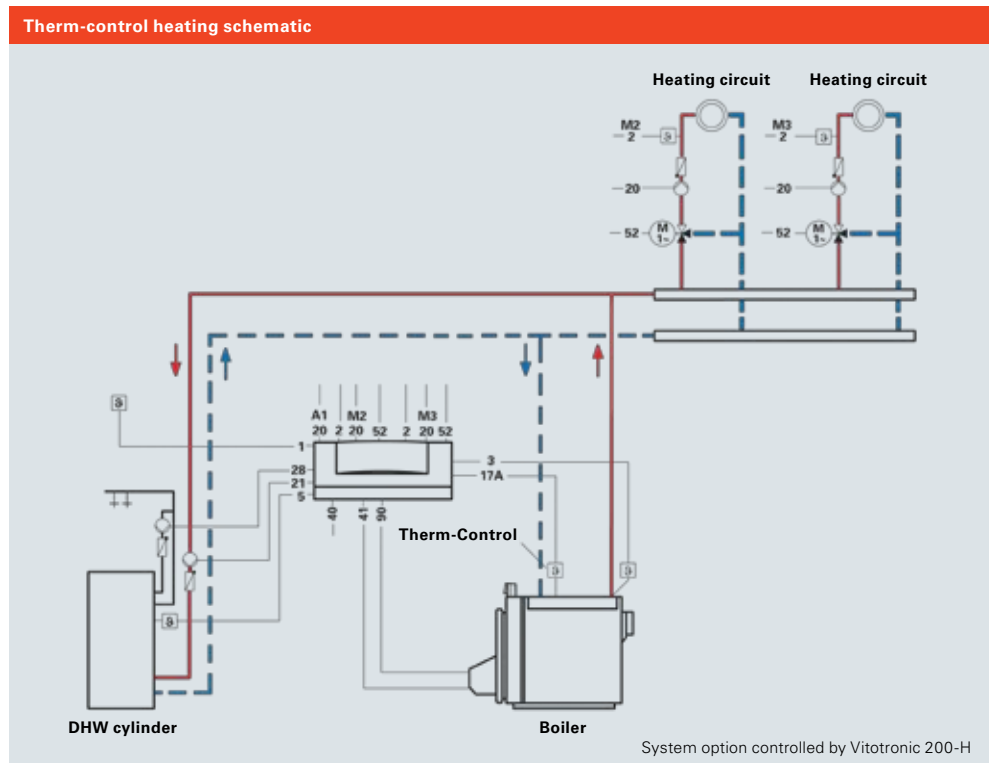 Therm-control heating schematic
Heating circuit Heating circuit
M2 M3
2 2
20 20
52 M 1~ 52 M 1~
A1 M2 M3
20 2 20 52 2 20 52
1
28
21
5
3
17A
40 41 90
Therm-Control
DHW cylinder
Boiler
System option controlled by Vitotronic 200-H